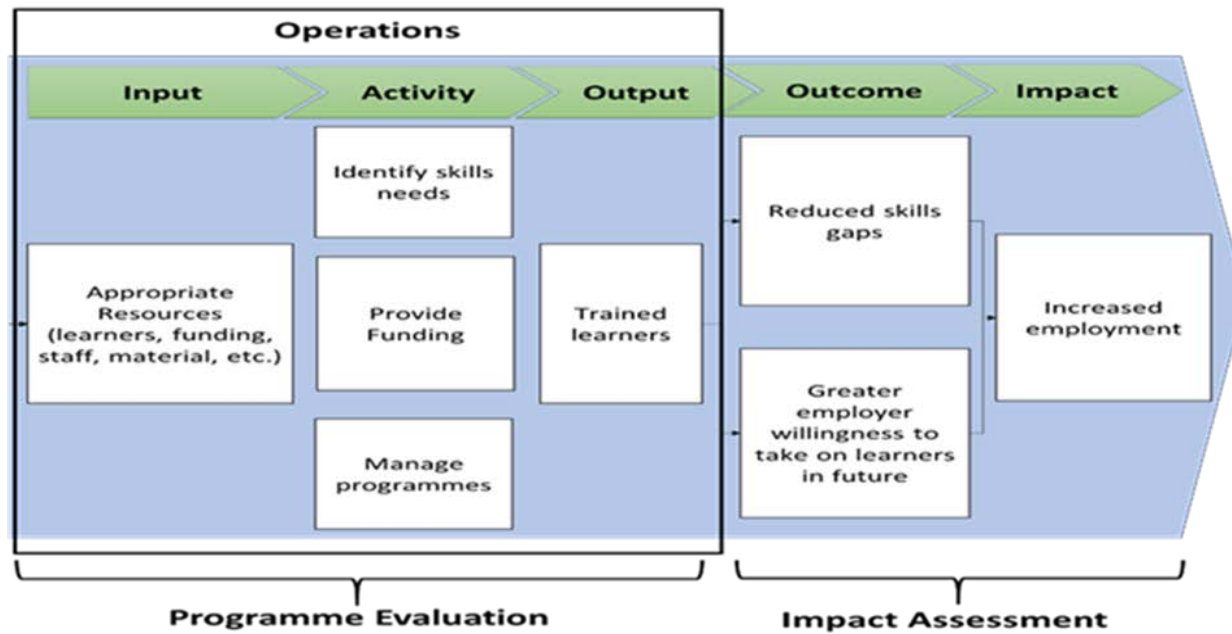 Operations
Input
Activity
Output
Outcome
Impact
Identify skills
needs
Appropriate
Resources
(learners, funding,
staff, material, etc.)
Provide
Funding
Manage
programmes
Trained
learners
Reduced skills
gaps
Greater
employer
willingness to
take on learners
in future
Increased
employment
Programme Evaluation
Impact Assessment